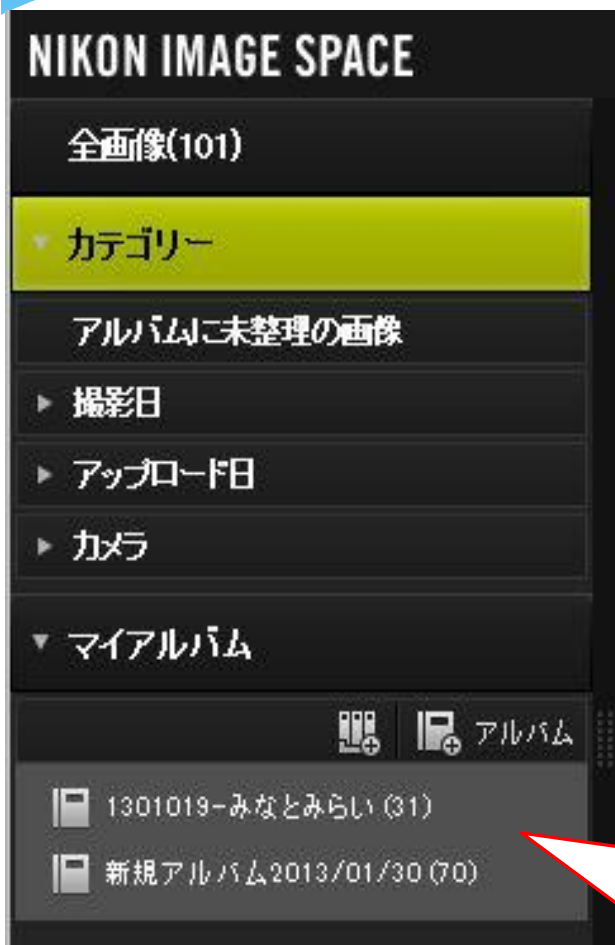 NIKON IMAGE SPACE
全画像(101)
カテゴリー
アルバムに未整理の画像
撮影日
アップロード日
カメラ
マイアルバム
アルバム
1301019-みなとみらい(31)
新規アルバム2013/01/30(70)